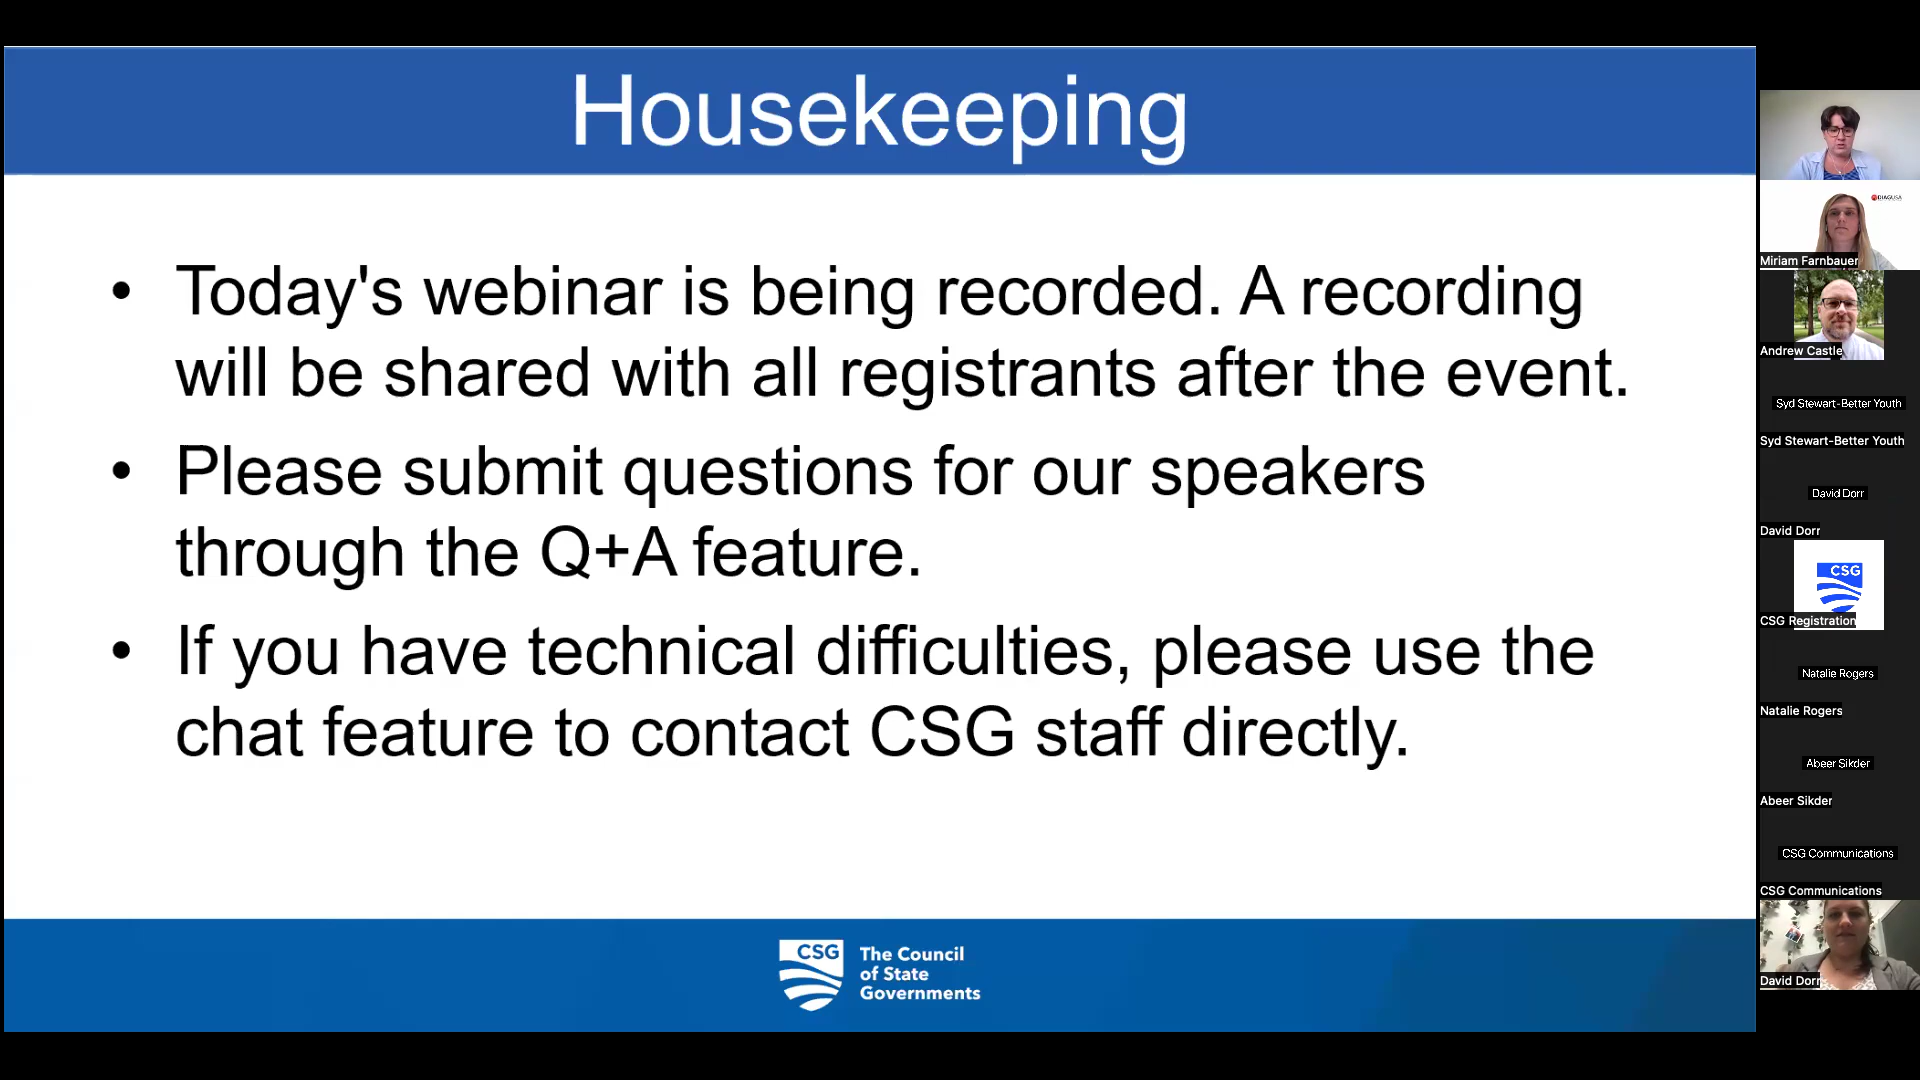 Housekeeping
• Today's webinar is being recorded. A recording
will be shared with all registrants after the event.
• Please submit questions for our speakers
through the Q+A feature.
• If you have technical difficulties, please use the
chat feature to contact CSG staff directly.
CSG
The Council
of State
Governments
DIAGUSA
Miriam Farnbauer
Andrew Castle
Syd Stewart-Better Youth
Syd Stewart-Better Youth
David Dorr
David Dorr
CSG
CSG Registration
Natalie Rogers
Natalie Rogers
Abeer Sikder
Abeer Sikder
CSG Communications
CSG Communications
David Dorr